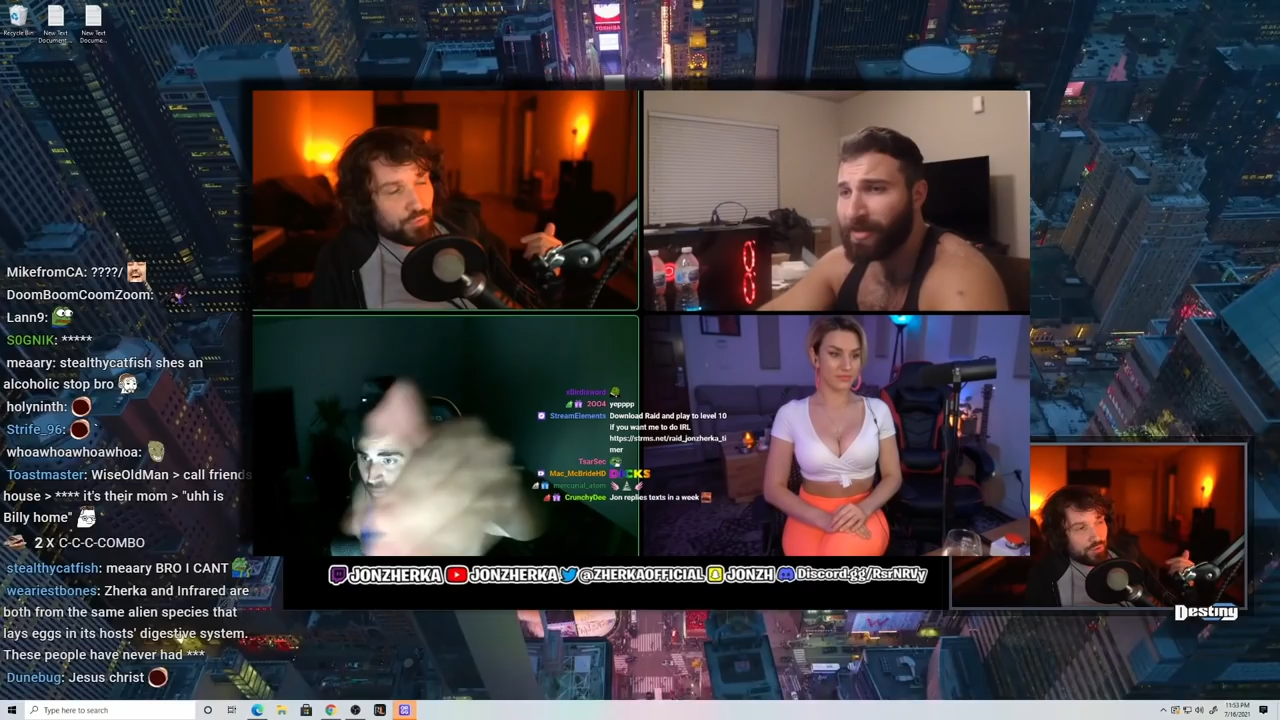 Recycle Bin
New Text
Document...
New Text
Docume...
TOSHIBA
MikefromCA: ????/
DoomBoomCoomZoom:
Lann9:
S0GNIK: *****
meaary: stealthycatfish shes an
alcoholic stop bro
holyninth:
Strife_96:
whoawhoawhoawhoa:
Toastmaster: Wise0ldMan > call friends
house > **** it's their mom > "uhh is
Billy home"
2 X C-C-C-COMBO
stealthycatfish: meaary BRO I CANT
weariestbones: Zherka and Infrared are
both from the same alien species that
lays eggs in its hosts' digestive system.
These people have never had ***
Dunebug: Jesus christ
2004 yepppp
StreamElements Download Raid and play to level 10
if you want me to do IRL
https://strms.net/raid_jonzherka_ti
mer
TsarSec
Mac_McBrideHD
mercurial_atom
CrunchyDee Jon replies texts in a week
JONZHERKA JONZHERKA @ZHERKAOFFICIAL JONZH Discord.gg/RsrNRVy
Destiny
Type here to search
11:53 PM
7/16/2021